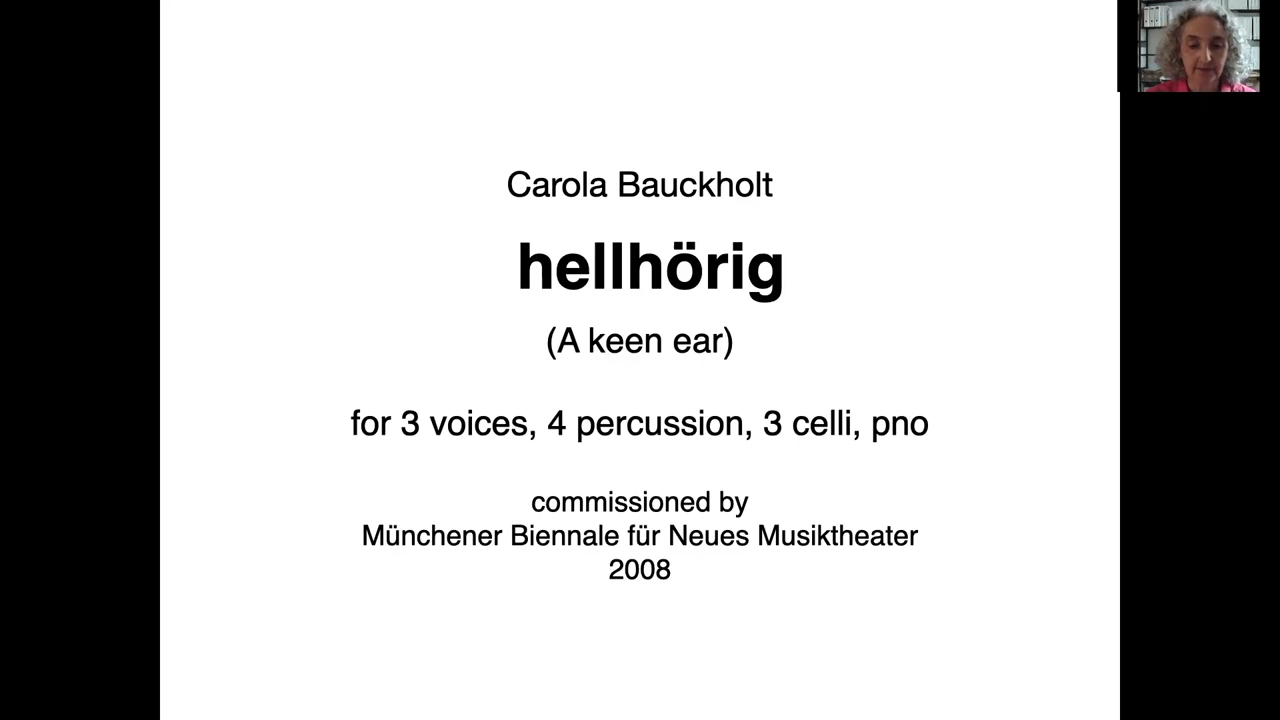 Carola Bauckholt
hellhörig
(A keen ear)
for 3 voices, 4 percussion, 3 celli, pno
commissioned by
Münchener Biennale für Neues Musiktheater
2008